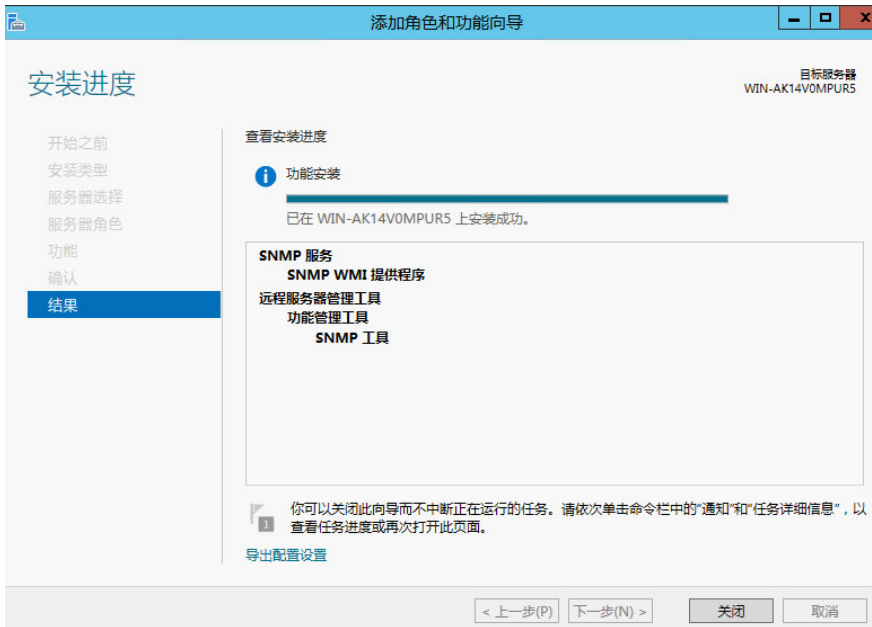 添加角色和功能向导
安装进度
目标服务器
WIN-AK14V0MPUR5
开始之前
安装类型
服务器选择
服务器角色
功能
确认
结果
查看安装进度
功能安装
已在 WIN-AK14V0MPUR5 上安装成功。
SNMP 服务
SNMP WMI 提供程序
远程服务器管理工具
功能管理工具
SNMP 工具
1
你可以关闭此向导而不中断正在运行的任务。请依次单击命令栏中的"通知"和"任务详细信息"，以
查看任务进度或再次打开此页面。
导出配置设置
< 上一步(P)
下一步(N) >
关闭
取消